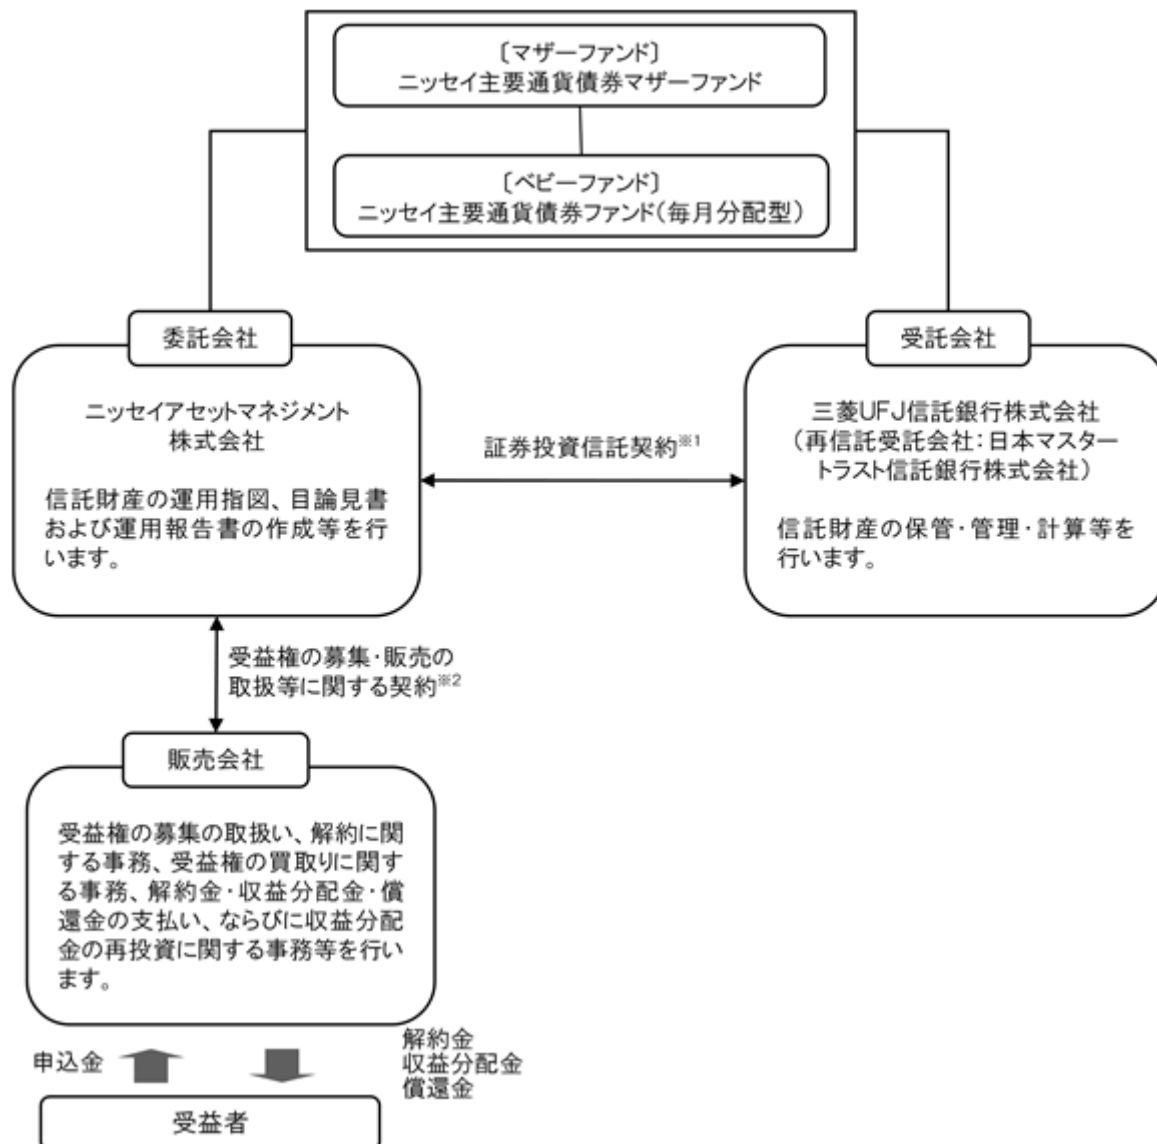 〔マザーファンド〕
ニッセイ主要通貨債券マザーファンド
〔ベビーファンド〕
ニッセイ主要通貨債券ファンド(毎月分配型)
委託会社
ニッセイアセットマネジメント
株式会社
信託財産の運用指図、目論見書
および運用報告書の作成等を行
います。
証券投資信託契約※1
受託会社
三菱UFJ信託銀行株式会社
(再信託受託会社:日本マスター
トラスト信託銀行株式会社)
信託財産の保管・管理・計算等を
行います。
受益権の募集・販売の
取扱等に関する契約※2
販売会社
受益権の募集の取扱い、解約に関
する事務、受益権の買取りに関す
る事務、解約金・収益分配金・償
還金の支払い、ならびに収益分配
金の再投資に関する事務等を行い
ます。
申込金
解約金
収益分配金
償還金
受益者